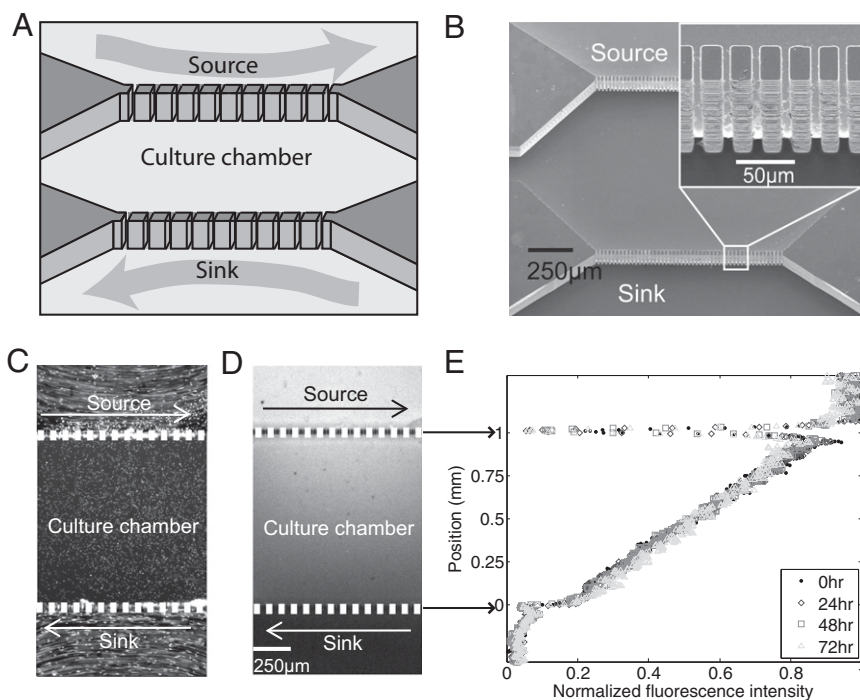 A
Source
Culture chamber
Sink
B
Source
50µm
250µm
Sink
C
Source
Culture chamber
Sink
D
Source
Culture chamber
Sink
250µm
E
Position (mm)
1
0.75
0.5
0.25
0
0 0.2 0.4 0.6 0.8
Normalized fluorescence intensity
0hr
24hr
48hr
72hr